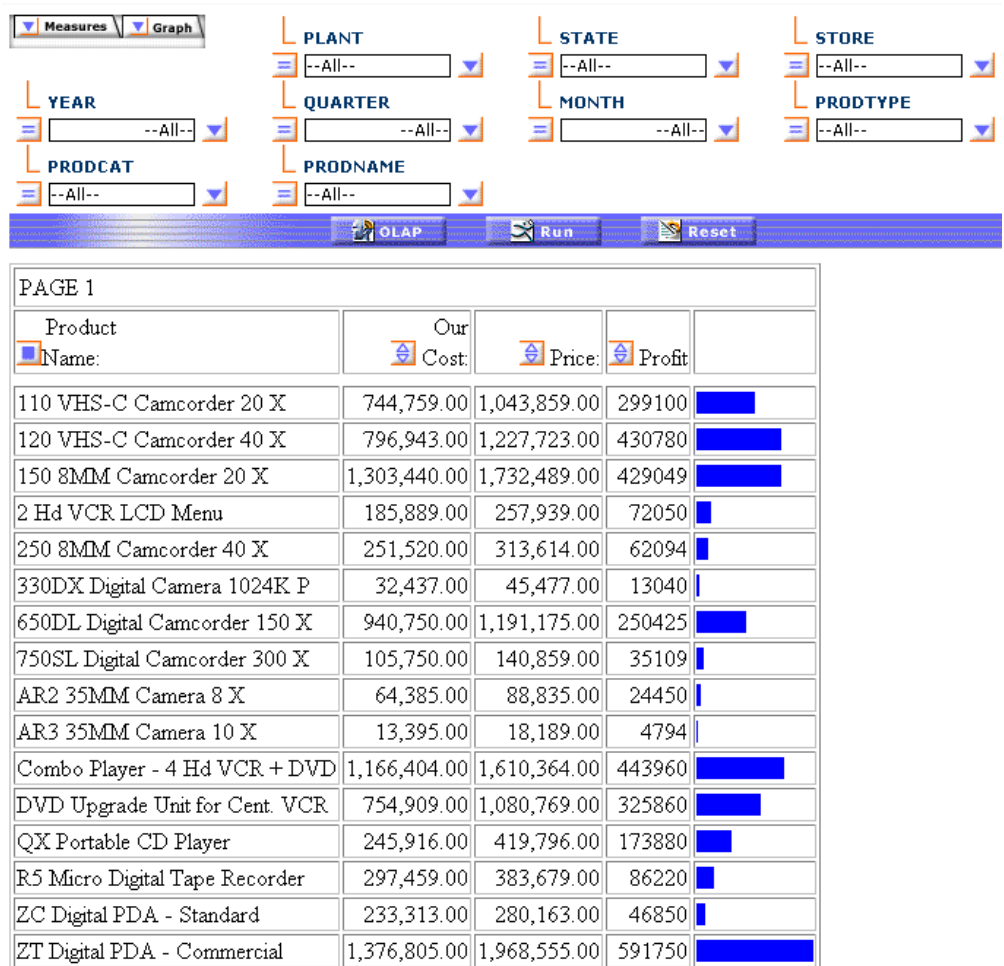 Measures Graph
PLANT STATE STORE
= --All-- = --All-- = --All--
YEAR QUARTER MONTH PRODTYPE
= --All-- = --All-- = --All-- = --All--
PRODCAT PRODNAME
= --All-- = --All--
OLAP Run Reset
PAGE 1
Product Our
Name: Cost: Price: Profit
110 VHS-C Camcorder 20 X 744,759.00 1,043,859.00 299100
120 VHS-C Camcorder 40 X 796,943.00 1,227,723.00 430780
150 8MM Camcorder 20 X 1,303,440.00 1,732,489.00 429049
2 Hd VCR LCD Menu 185,889.00 257,939.00 72050
250 8MM Camcorder 40 X 251,520.00 313,614.00 62094
330DX Digital Camera 1024K P 32,437.00 45,477.00 13040
650DL Digital Camcorder 150 X 940,750.00 1,191,175.00 250425
750SL Digital Camcorder 300 X 105,750.00 140,859.00 35109
AR2 35MM Camera 8 X 64,385.00 88,835.00 24450
AR3 35MM Camera 10 X 13,395.00 18,189.00 4794
Combo Player - 4 Hd VCR + DVD 1,166,404.00 1,610,364.00 443960
DVD Upgrade Unit for Cent. VCR 754,909.00 1,080,769.00 325860
QX Portable CD Player 245,916.00 419,796.00 173880
R5 Micro Digital Tape Recorder 297,459.00 383,679.00 86220
ZC Digital PDA - Standard 233,313.00 280,163.00 46850
ZT Digital PDA - Commercial 1,376,805.00 1,968,555.00 591750